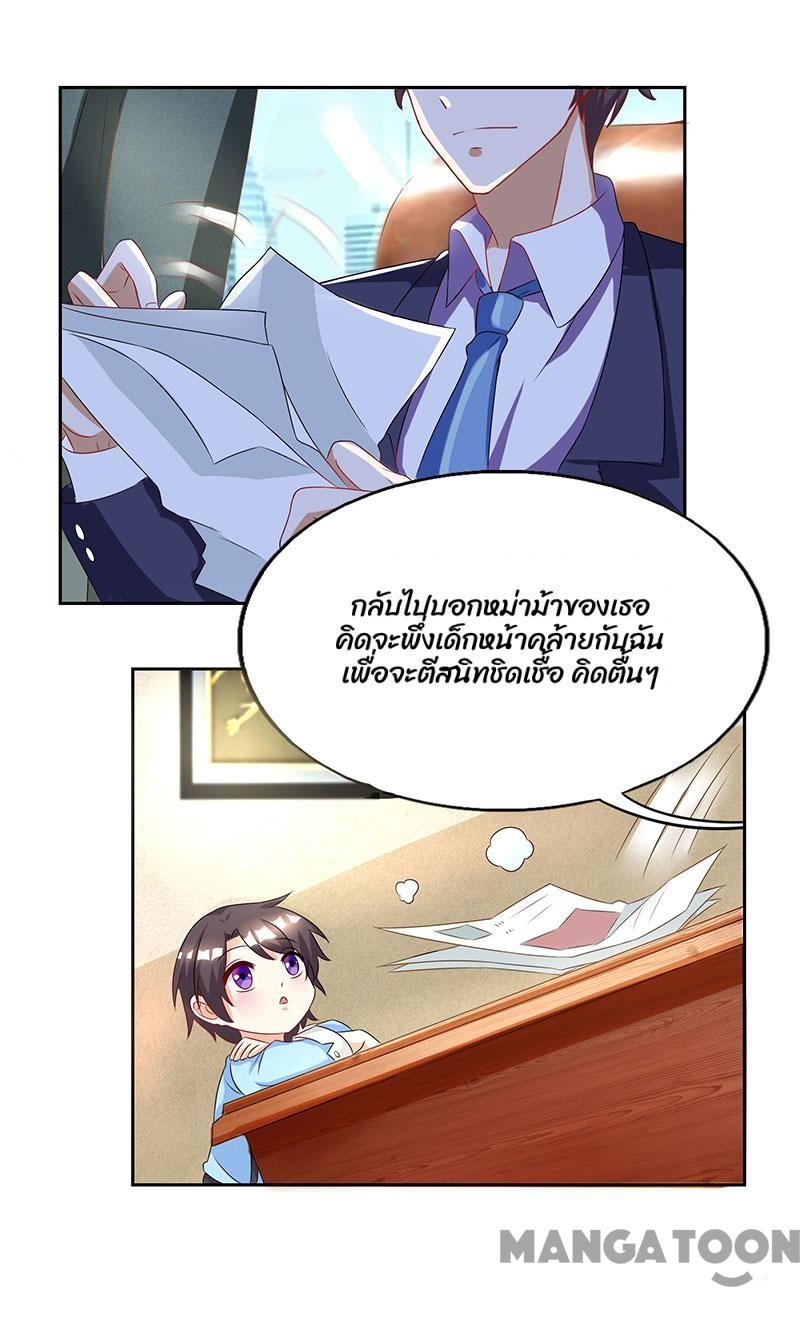 กลับไปบอกหม่าม้าของเธอ
คิดจะพึ่งเด็กหน้าคล้ายกับฉัน
เพื่อจะตีสนิทชิดเชื้อ คิดตื้นๆ
MANGATOON